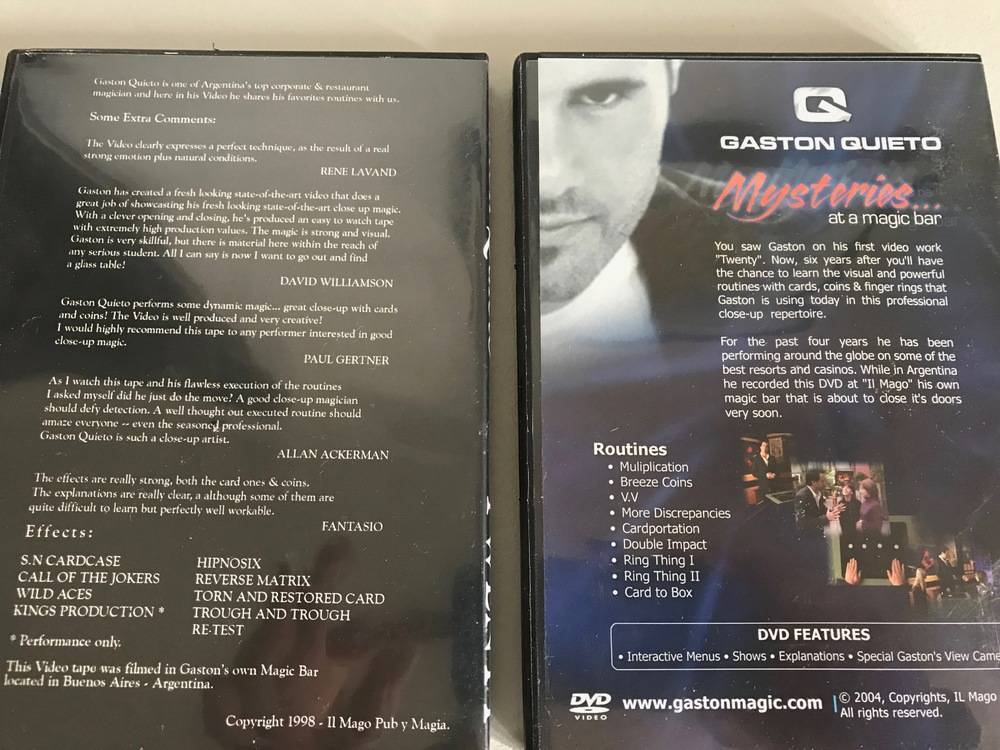 Gaston Quieto is one of Argentina's top corporate & restaurant
magician and here in his Video he shares his favorites routines with us.
Some Extra Comments:
The Video clearly expresses a perfect technique, as the result of a real
strong emotion plus natural conditions.
RENE LAVAND
Gaston has created a fresh looking state-of-the-art video that does a
great job of showcasting his fresh looking state-of-the-art close up magic.
With a clever opening and closing, he's produced an easy to watch tape
with extremely high production values. The magic is strong and visual.
Gaston is very skillful, but there is material here within the reach of
any serious student. All I can say is now I want to go out and find
a glass table!
DAVID WILLIAMSON
Gaston Quieto performs some dynamic magic... great close-up with cards
and coins! The Video is well produced and very creative!
I would highly recommend this tape to any performer interested in good
close-up magic.
PAUL GERTNER
As I watch this tape and his flawless execution of the routines
I asked myself did he just do the move? A good close-up magician
should defy detection. A well thought out executed routine should
amaze everyone -- even the seasoned professional.
Gaston Quieto is such a close-up artist.
ALLAN ACKERMAN
The effects are really strong, both the card ones & coins.
The explanations are really clear, a although some of them are
quite difficult to learn but perfectly well workable.
FANTASIO
Effects:
S.N CARDCASE
CALL OF THE JOKERS
WILD ACES
KINGS PRODUCTION *
HIPNOSIX
REVERSE MATRIX
TORN AND RESTORED CARD
TROUGH AND TROUGH
RE-TEST
* Performance only.
This Video tape was filmed in Gaston's own Magic Bar
located in Buenos Aires - Argentina.
Copyright 1998 - Il Mago Pub y Magia.
Q
GASTON QUIETO
Mysteries...
at a magic bar
You saw Gaston on his first video work
"Twenty". Now, six years after you'll have
the chance to learn the visual and powerful
routines with cards, coins & finger rings that
Gaston is using today in this professional
close-up repertoire.
For the past four years he has been
performing around the globe on some of the
best resorts and casinos. While in Argentina
he recorded this DVD at "Il Mago" his own
magic bar that is about to close it's doors
very soon.
Routines
• Muliplication
• Breeze Coins
• V.V
• More Discrepancies
• Cardportation
• Double Impact
• Ring Thing I
• Ring Thing II
• Card to Box
DVD FEATURES
• Interactive Menus • Shows • Explanations • Special Gaston's View Came
DVD VIDEO
www.gastonmagic.com
© 2004, Copyrights, IL Mago
All rights reserved.